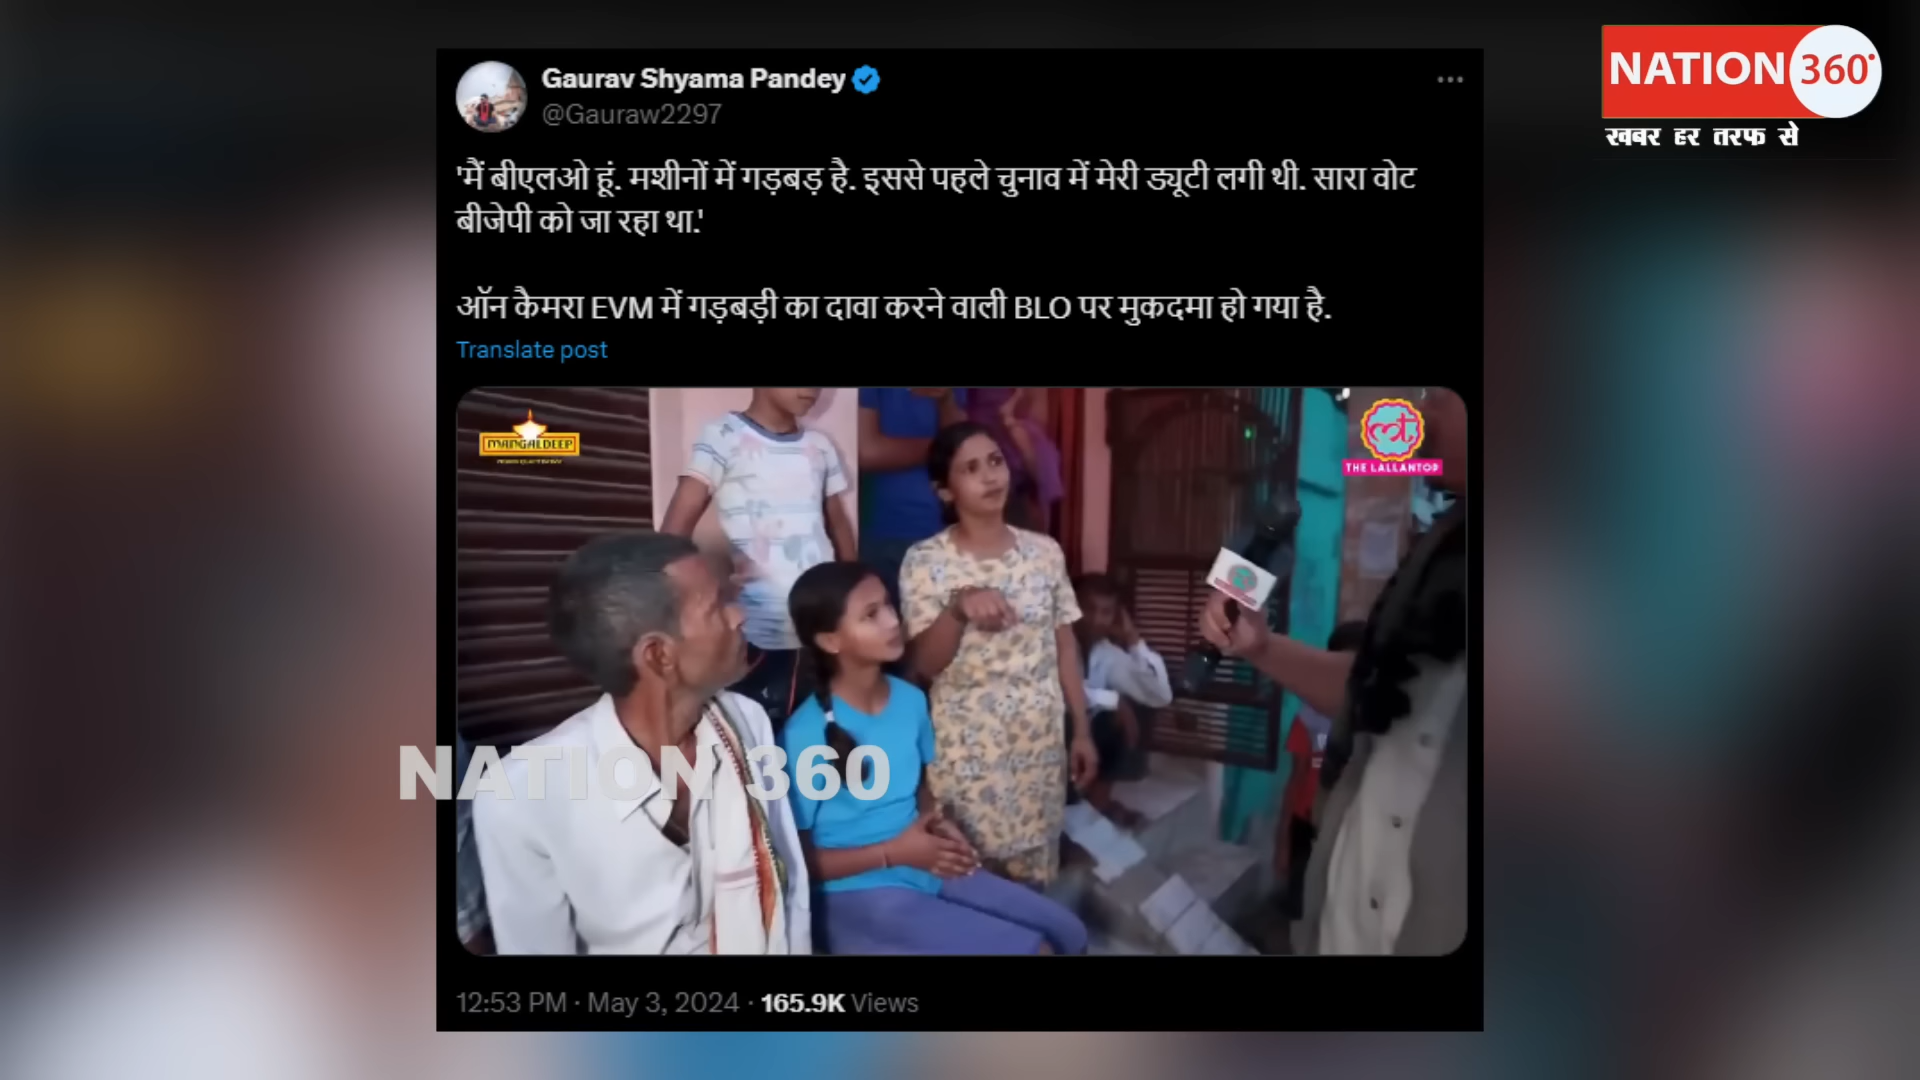 NATION 360°
खबर हर तरफ से
Gaurav Shyama Pandey
@Gauraw2297
'मैं बीएलओ हूं. मशीनों में गड़बड़ है. इससे पहले चुनाव में मेरी ड्यूटी लगी थी. सारा वोट
बीजेपी को जा रहा था.'
ऑन कैमरा EVM में गड़बड़ी का दावा करने वाली BLO पर मुकदमा हो गया है.
Translate post
MANGALDEEP
lt
THE LALLANTOP
NATION 360
12:53 PM · May 3, 2024 · 165.9K Views